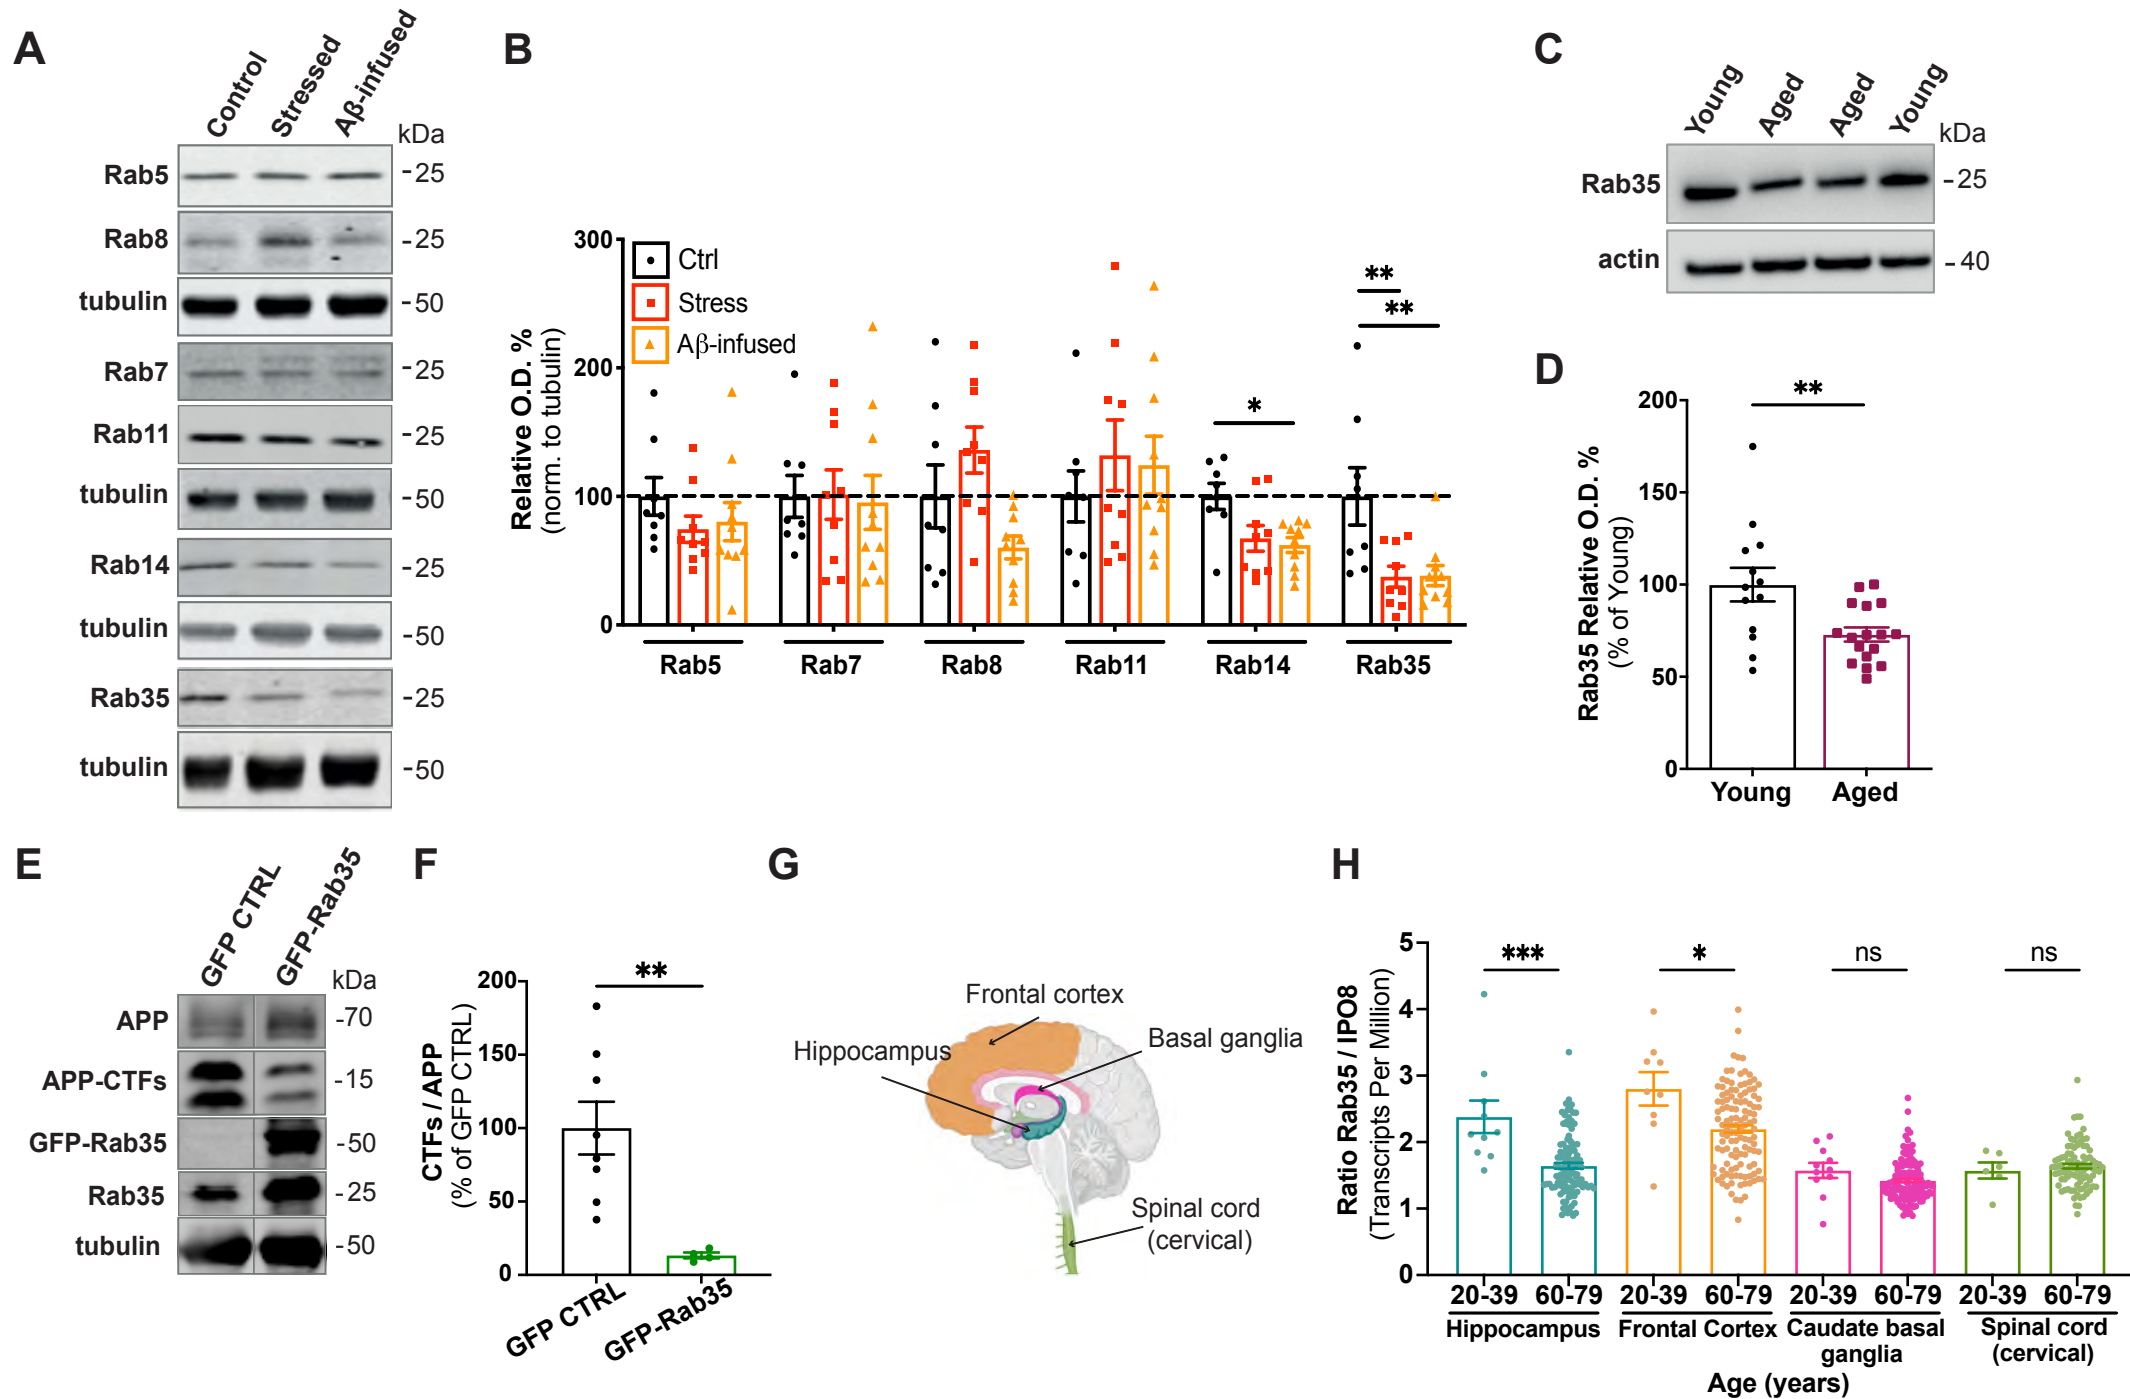 A
Control
Stressed
Aβ-infused
kDa
Rab5
-25
Rab8
-25
tubulin
-50
Rab7
-25
Rab11
-25
tubulin
-50
Rab14
-25
tubulin
-50
Rab35
-25
tubulin
-50
B
Relative O.D. %
(norm. to tubulin)
300
200
100
0
Ctrl
Stress
Aβ-infused
*
**
**
Rab5
Rab7
Rab8
Rab11
Rab14
Rab35
C
Young
Aged
Aged
Young
kDa
Rab35
-25
actin
-40
D
Rab35 Relative O.D. %
(% of Young)
200
150
100
50
0
**
Young
Aged
E
GFP CTRL
GFP-Rab35
kDa
APP
-70
APP-CTFs
-15
GFP-Rab35
-50
Rab35
-25
tubulin
-50
F
CTFs / APP
(% of GFP CTRL)
200
150
100
50
0
**
GFP CTRL
GFP-Rab35
G
Frontal cortex
Hippocampus
Basal ganglia
Spinal cord
(cervical)
H
Ratio Rab35 / IPO8
(Transcripts Per Million)
5
4
3
2
1
0
***
*
ns
ns
20-39 60-79 20-39 60-79 20-39 60-79 20-39 60-79
Hippocampus
Frontal Cortex
Caudate basal
ganglia
Spinal cord
(cervical)
Age (years)